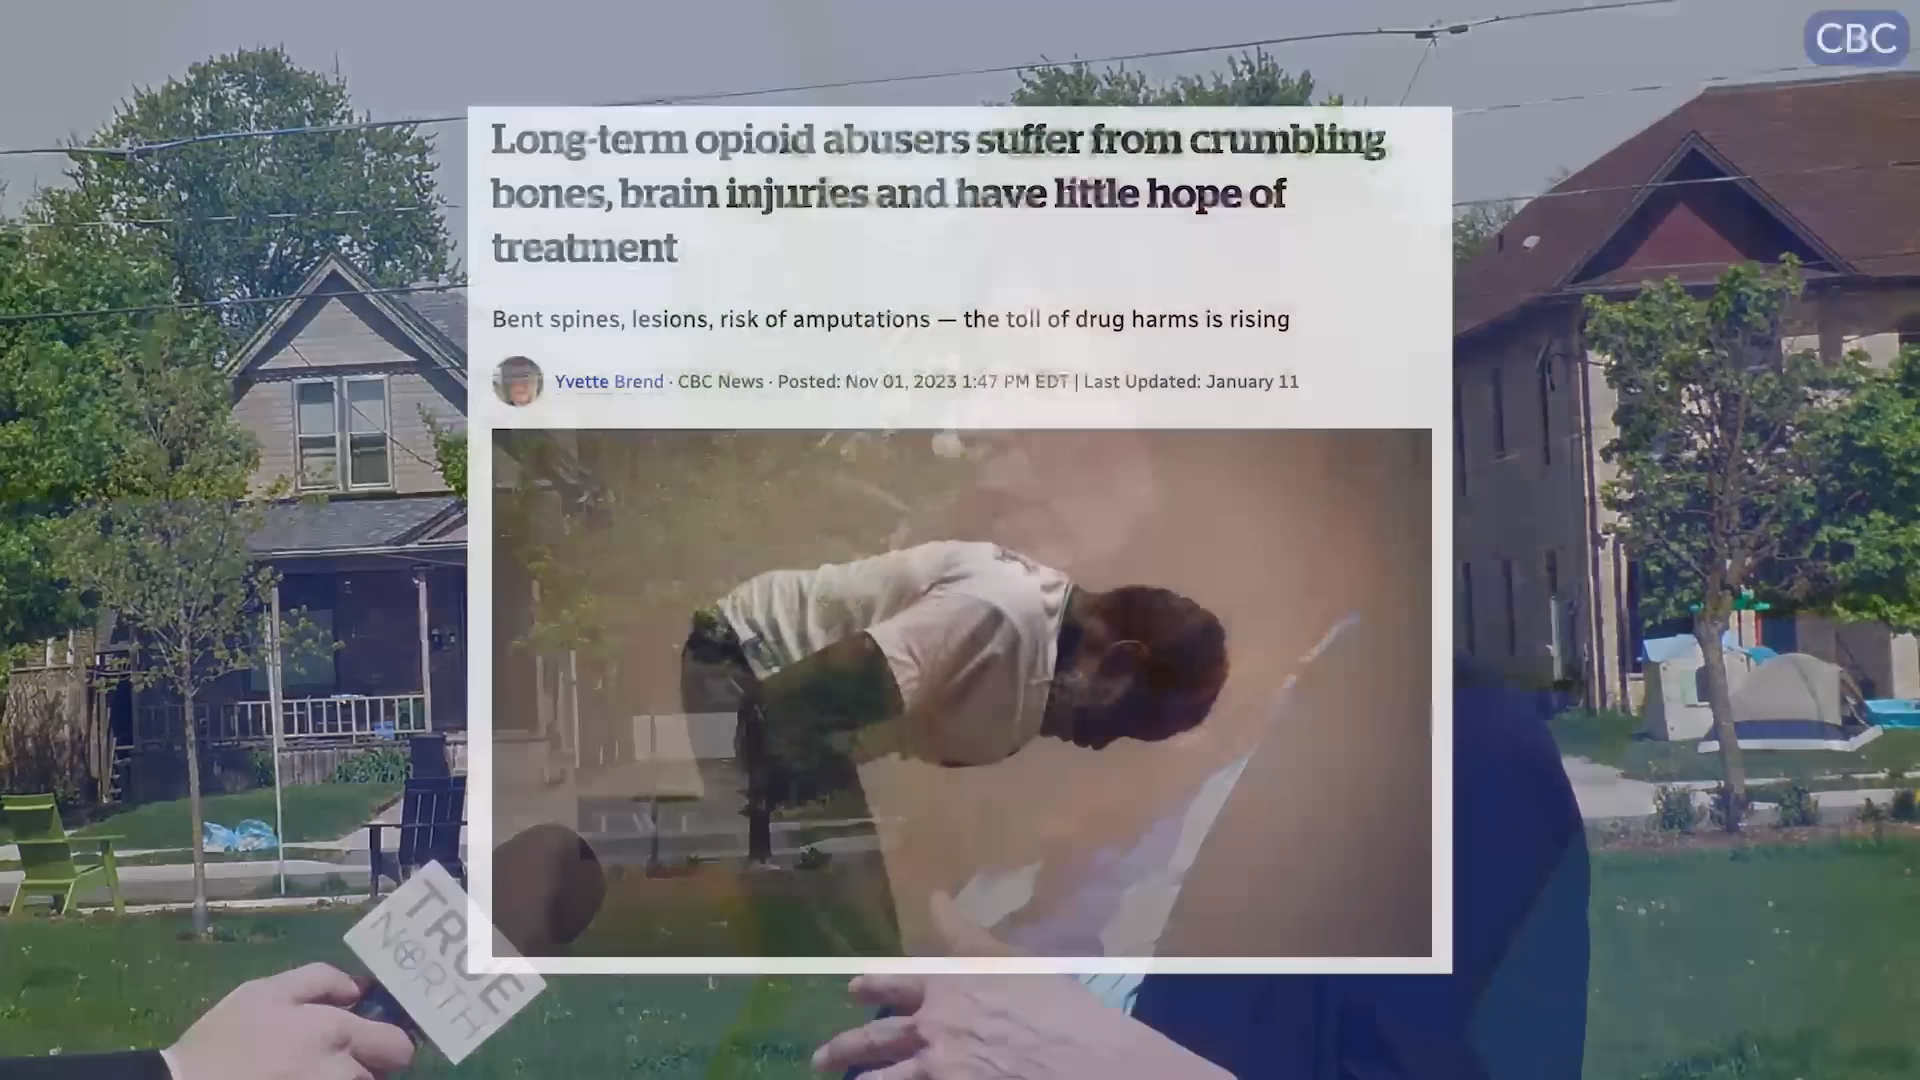 CBC
Long-term opioid abusers suffer from crumbling
bones, brain injuries and have little hope of
treatment
Bent spines, lesions, risk of amputations — the toll of drug harms is rising
Yvette Brend · CBC News · Posted: Nov 01, 2023 1:47 PM EDT | Last Updated: January 11
TRUE
NORTH